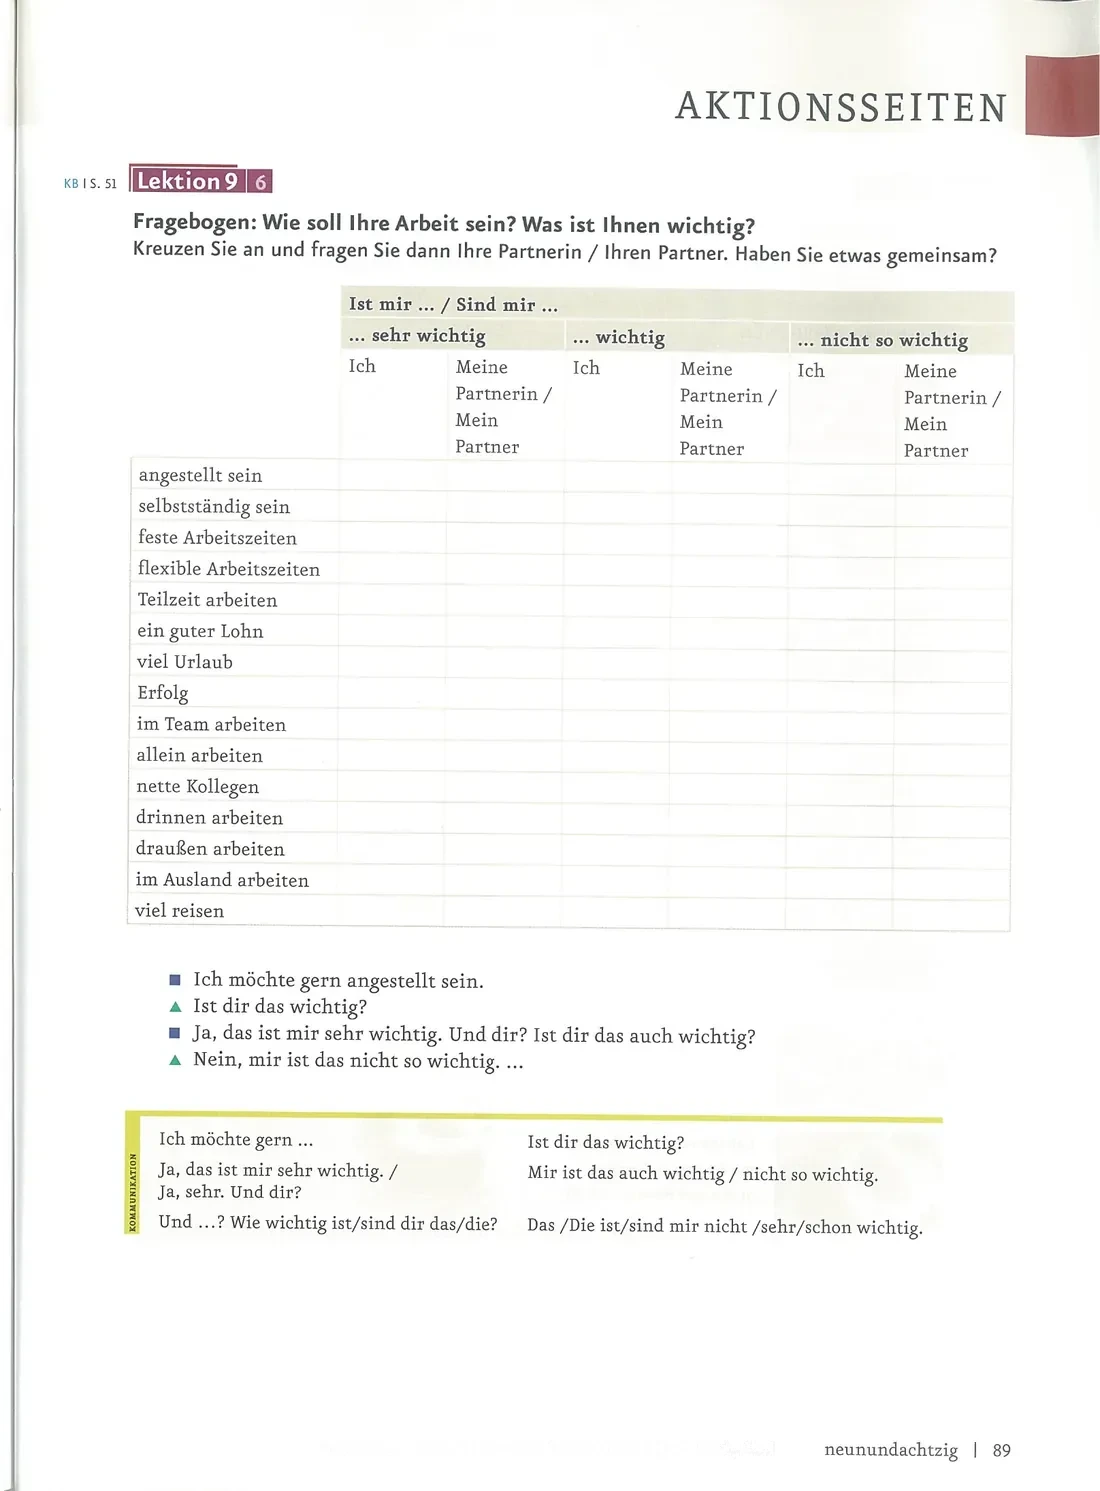 AKTIONSSEITEN
KB | S. 51 Lektion 9 6
Fragebogen: Wie soll Ihre Arbeit sein? Was ist Ihnen wichtig?
Kreuzen Sie an und fragen Sie dann Ihre Partnerin / Ihren Partner. Haben Sie etwas gemeinsam?
Ist mir ... / Sind mir ...
... sehr wichtig ... wichtig ... nicht so wichtig
Ich Meine Ich Meine Ich Meine
Partnerin / Partnerin / Partnerin /
Mein Mein Mein
Partner Partner Partner
angestellt sein
selbstständig sein
feste Arbeitszeiten
flexible Arbeitszeiten
Teilzeit arbeiten
ein guter Lohn
viel Urlaub
Erfolg
im Team arbeiten
allein arbeiten
nette Kollegen
drinnen arbeiten
draußen arbeiten
im Ausland arbeiten
viel reisen
■ Ich möchte gern angestellt sein.
▲ Ist dir das wichtig?
■ Ja, das ist mir sehr wichtig. Und dir? Ist dir das auch wichtig?
▲ Nein, mir ist das nicht so wichtig. ...
KOMMUNIKATION
Ich möchte gern ... Ist dir das wichtig?
Ja, das ist mir sehr wichtig. / Mir ist das auch wichtig / nicht so wichtig.
Ja, sehr. Und dir?
Und ...? Wie wichtig ist/sind dir das/die? Das /Die ist/sind mir nicht /sehr/schon wichtig.
neunundachtzig | 89